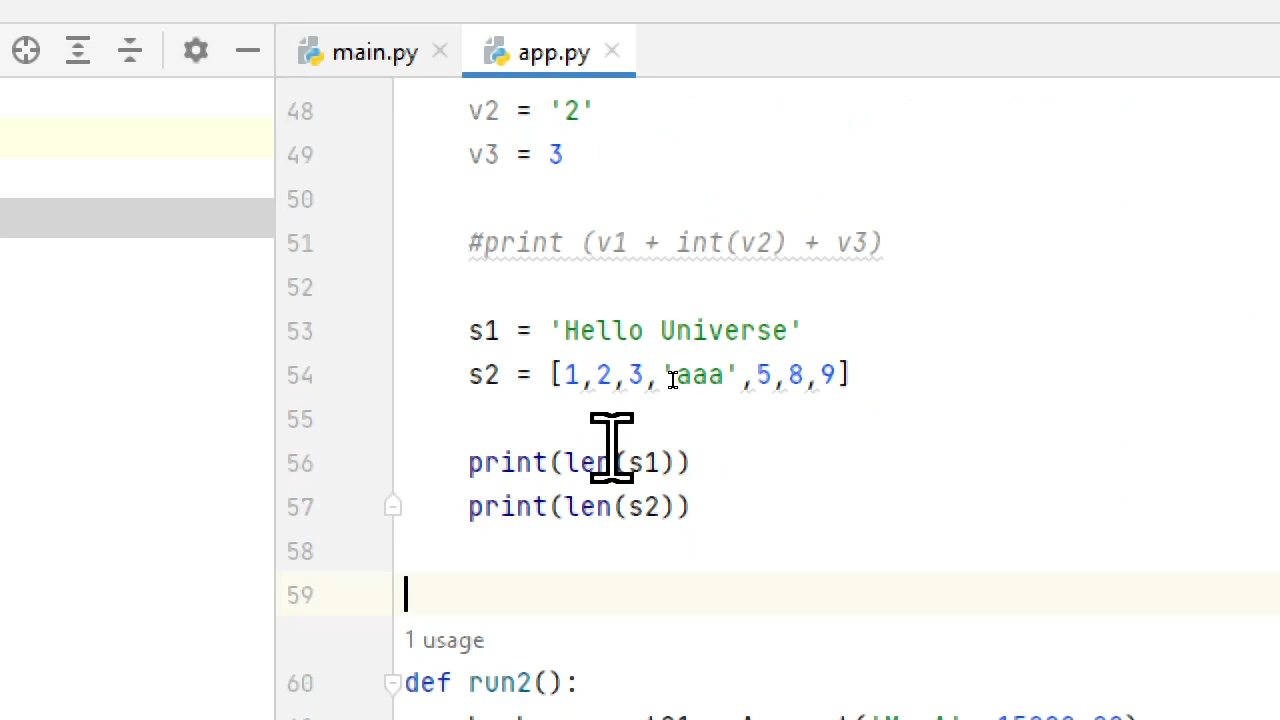 main.py app.py
48 v2 = '2'
49 v3 = 3
50
51 #print (v1 + int(v2) + v3)
52
53 s1 = 'Hello Universe'
54 s2 = [1,2,3,'aaa',5,8,9]
55
56 print(len(s1))
57 print(len(s2))
58
59
1 usage
60 def run2():